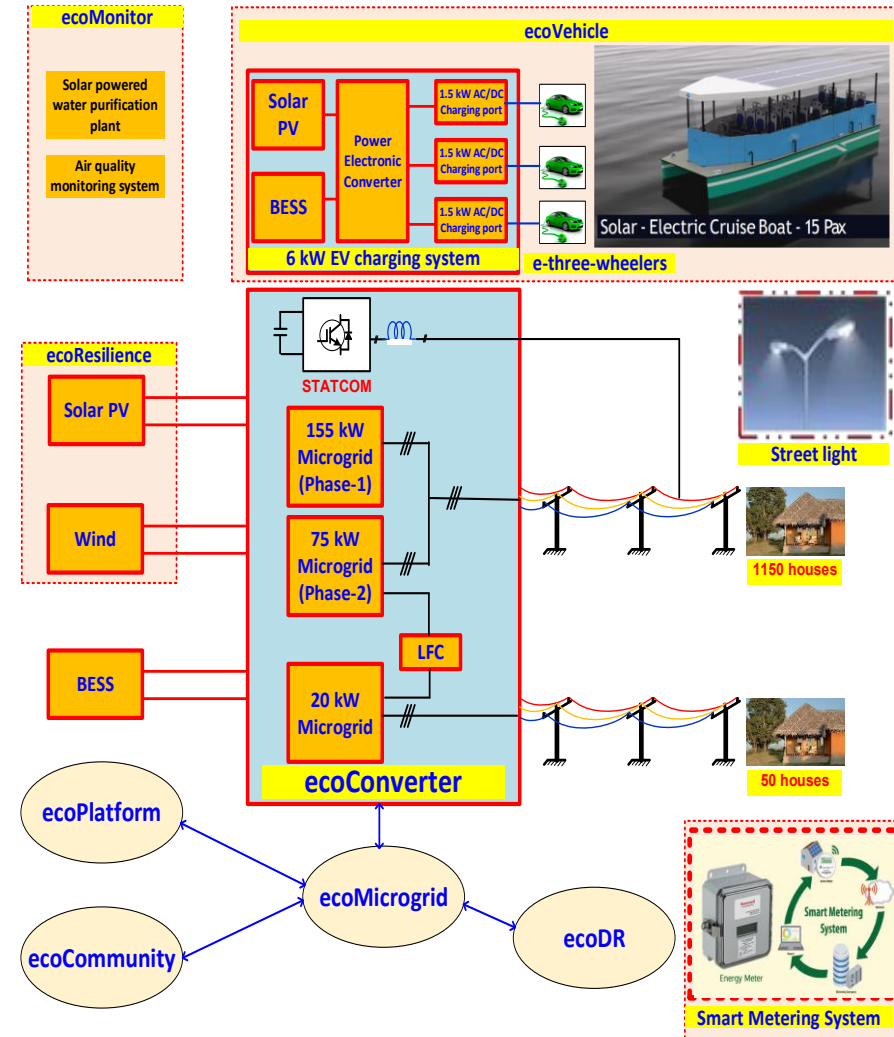 ecoMonitor
Solar powered
water purification
plant
Air quality
monitoring system
ecoVehicle
Solar
PV
BESS
Power
Electronic
Converter
1.5 kW AC/DC
Charging port
1.5 kW AC/DC
Charging port
1.5 kW AC/DC
Charging port
6 kW EV charging system
e-three-wheelers
Solar - Electric Cruise Boat - 15 Pax
STATCOM
ecoResilience
Solar PV
Wind
BESS
155 kW
Microgrid
(Phase-1)
75 kW
Microgrid
(Phase-2)
LFC
20 kW
Microgrid
ecoConverter
Street light
1150 houses
50 houses
ecoPlatform
ecoMicrogrid
ecoCommunity
ecoDR
Smart Metering
System
Energy Meter
Smart Metering System